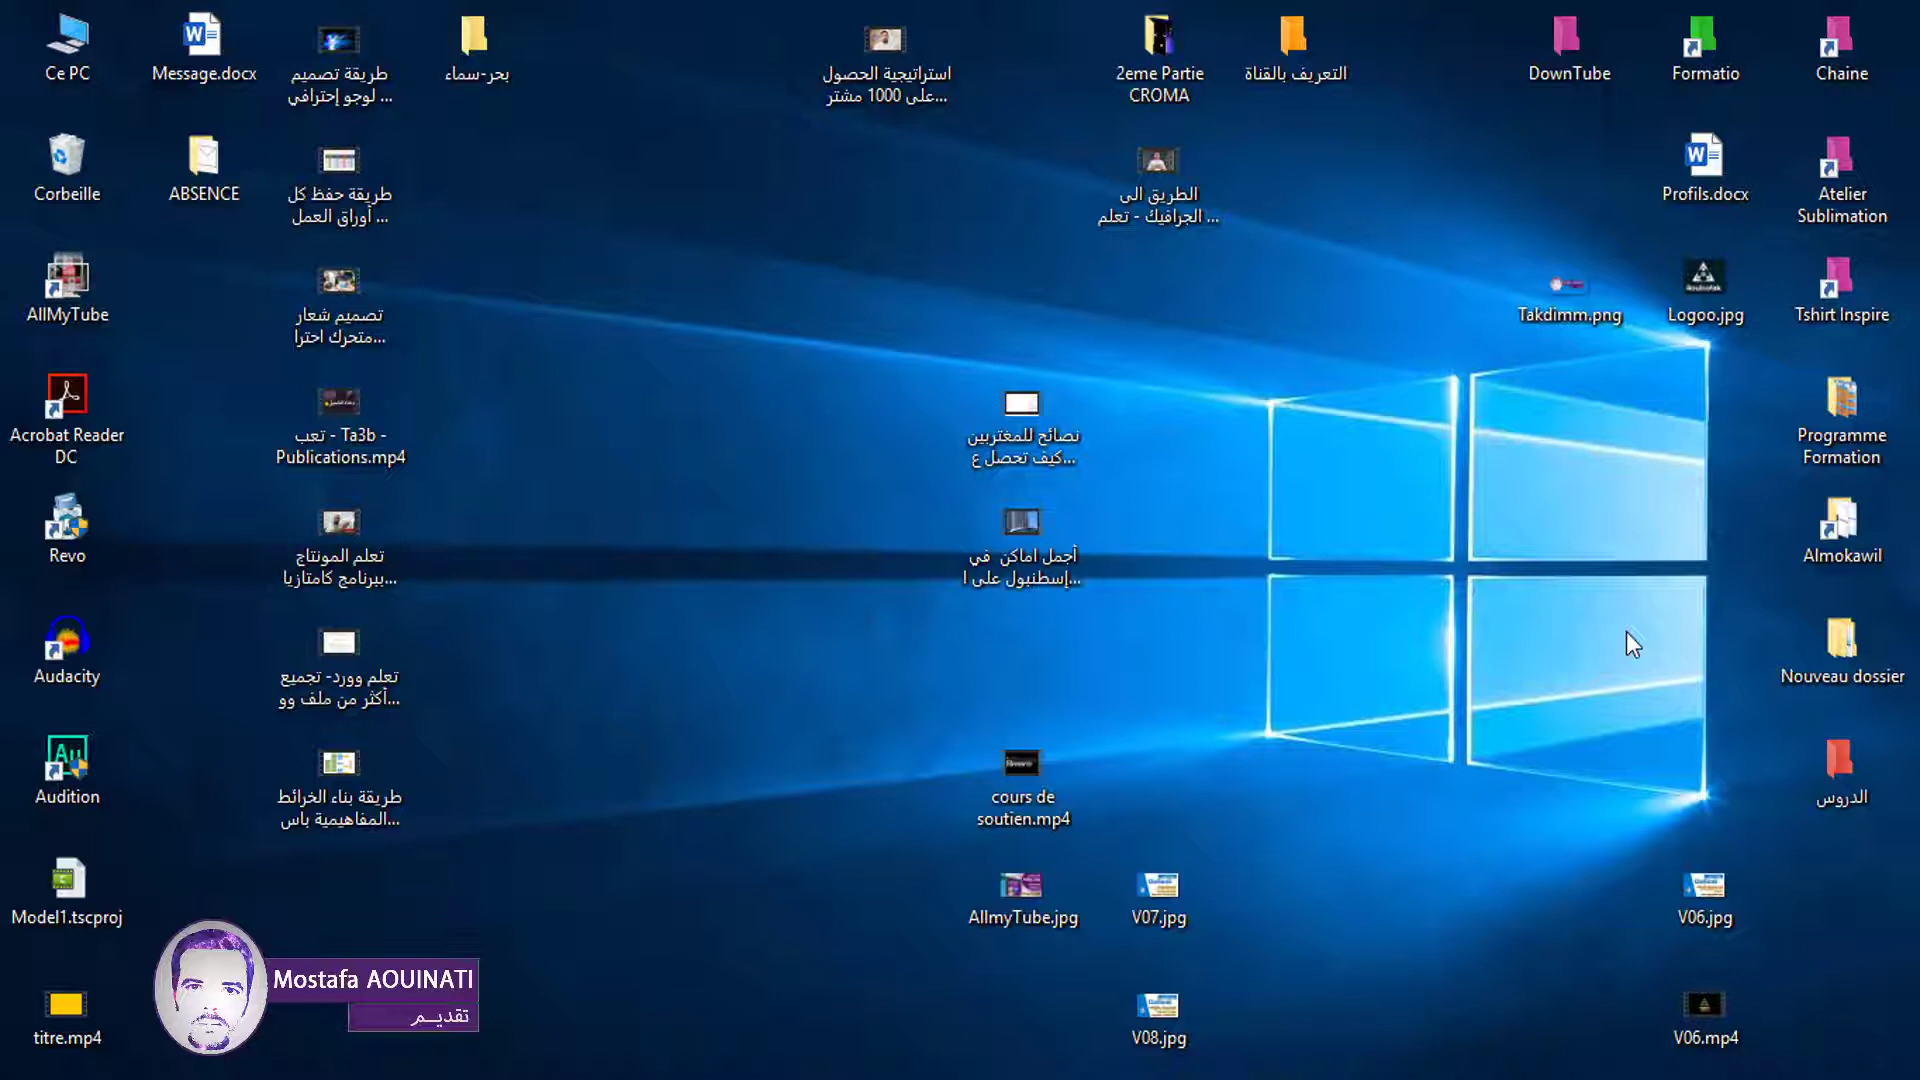 Ce PC
Message.docx
طريقة تصميم
لوجو إحترافي ...
بحر-سماء
استراتيجية الحصول
على 1000 مشتر...
2eme Partie
CROMA
التعريف بالقناة
DownTube
Formatio
Chaine
Corbeille
ABSENCE
طريقة حفظ كل
أوراق العمل ...
الطريق الى
الجرافيك - تعلم ...
Profils.docx
Atelier
Sublimation
AllMyTube
تصميم شعار
متحرك احترا...
Takdimm.png
Logoo.jpg
Tshirt Inspire
Acrobat Reader
DC
تعب - Ta3b -
Publications.mp4
نصائح للمغتربين
كيف تحصل ع...
Programme
Formation
Revo
تعلم المونتاج
ببرنامج كامتازيا...
أجمل اماكن في
إسطنبول على ا...
Almokawil
Audacity
تعلم وورد- تجميع
أكثر من ملف وو...
Nouveau dossier
Au
Audition
طريقة بناء الخرائط
المفاهيمية باس...
cours de
soutien.mp4
الدروس
Model1.tscproj
AllmyTube.jpg
V07.jpg
V06.jpg
Mostafa AOUINATI
تقديـم
titre.mp4
V08.jpg
V06.mp4